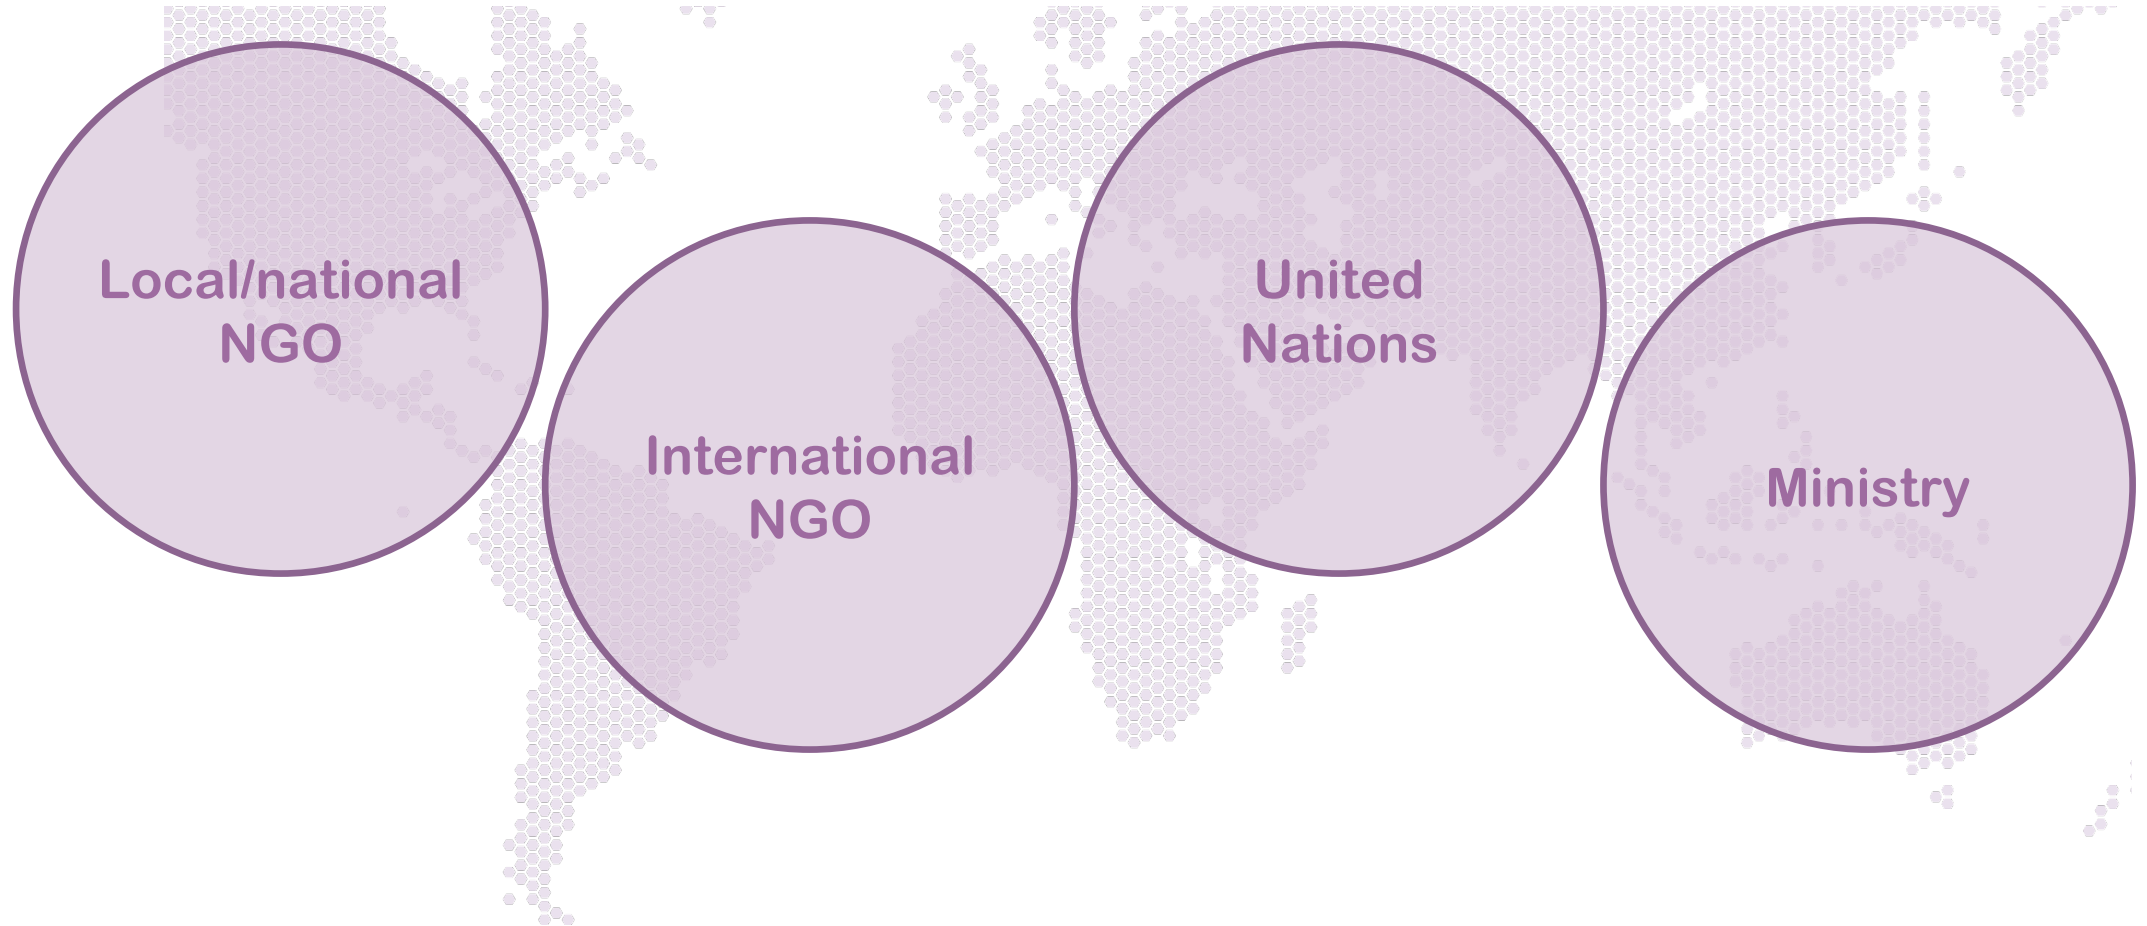 Local/national
NGO
International
NGO
United
Nations
Ministry